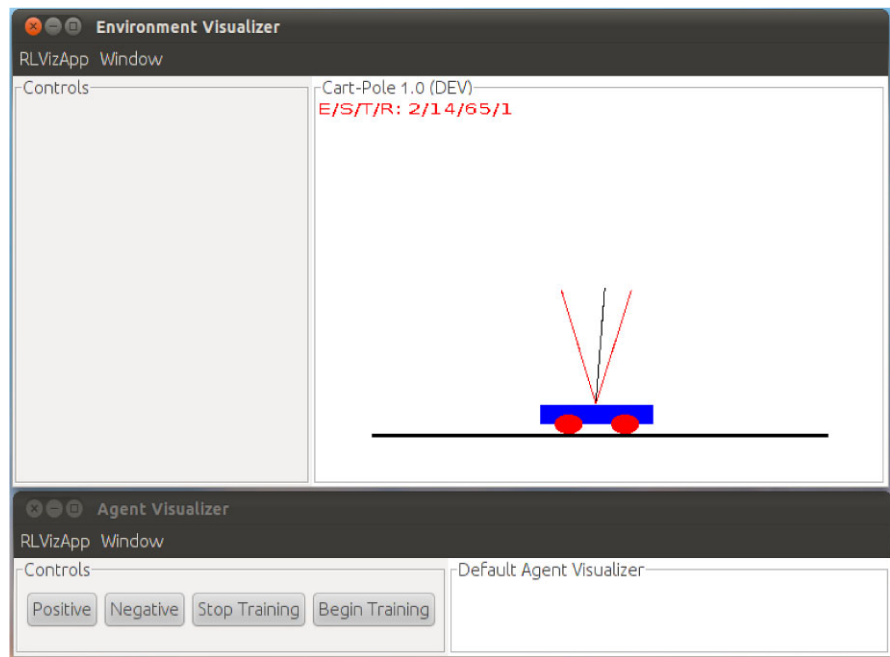 Environment Visualizer
RLVizApp Window
Controls
Cart-Pole 1.0 (DEV)
E/S/T/R: 2/14/65/1
Agent Visualizer
RLVizApp Window
Controls
Positive Negative Stop Training Begin Training
Default Agent Visualizer